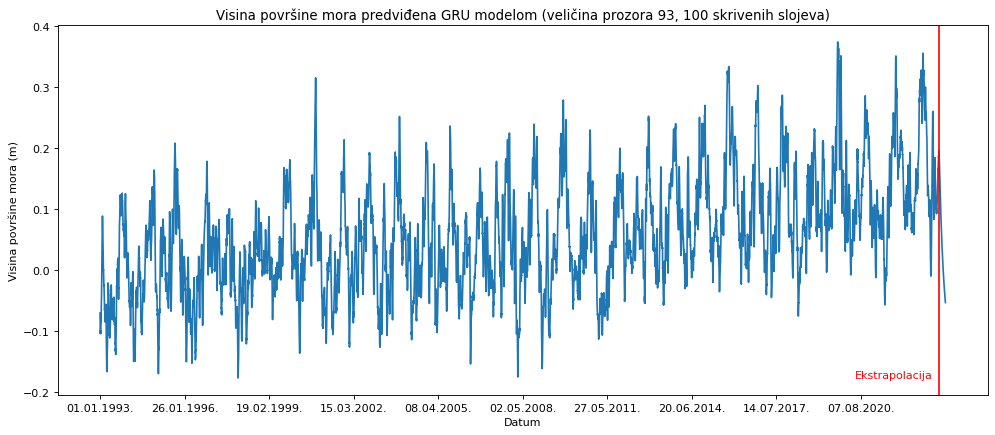 Visina površine mora predviđena GRU modelom (veličina prozora 93, 100 skrivenih slojeva)
Visina površine mora (m)
0.4
0.3
0.2
0.1
0.0
−0.1
−0.2
Ekstrapolacija
01.01.1993. 26.01.1996. 19.02.1999. 15.03.2002. 08.04.2005. 02.05.2008. 27.05.2011. 20.06.2014. 14.07.2017. 07.08.2020.
Datum